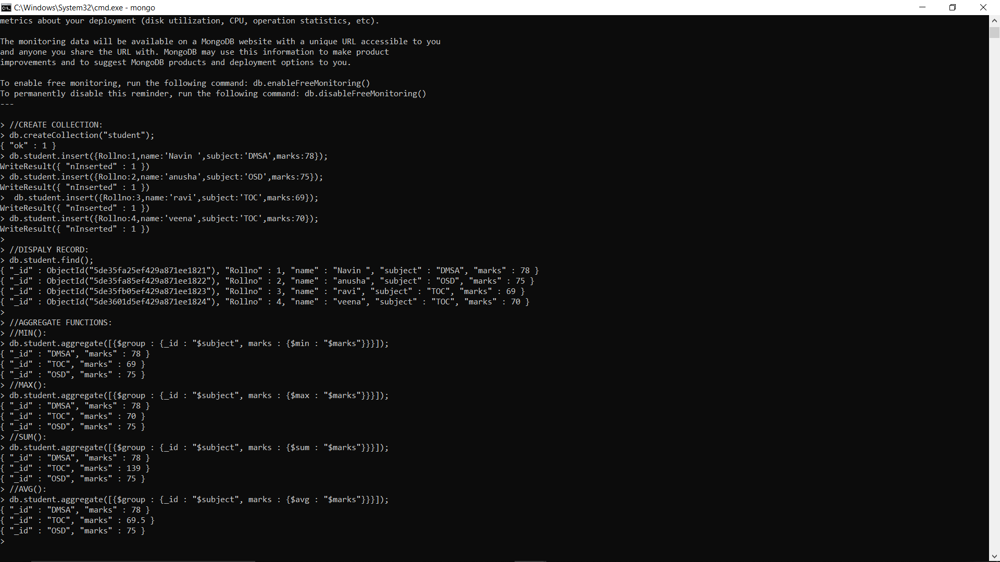 C:\Windows\System32\cmd.exe - mongo
metrics about your deployment (disk utilization, CPU, operation statistics, etc).
The monitoring data will be available on a MongoDB website with a unique URL accessible to you
and anyone you share the URL with. MongoDB may use this information to make product
improvements and to suggest MongoDB products and deployment options to you.
To enable free monitoring, run the following command: db.enableFreeMonitoring()
To permanently disable this reminder, run the following command: db.disableFreeMonitoring()
---
> //CREATE COLLECTION:
> db.createCollection("student");
{ "ok" : 1 }
> db.student.insert({Rollno:1,name:'Navin ',subject:'DMSA',marks:78});
WriteResult({ "nInserted" : 1 })
> db.student.insert({Rollno:2,name:'anusha',subject:'OSD',marks:75});
WriteResult({ "nInserted" : 1 })
>  db.student.insert({Rollno:3,name:'ravi',subject:'TOC',marks:69});
WriteResult({ "nInserted" : 1 })
> db.student.insert({Rollno:4,name:'veena',subject:'TOC',marks:70});
WriteResult({ "nInserted" : 1 })
>
> //DISPALY RECORD:
> db.student.find();
{ "_id" : ObjectId("5de35fa25ef429a871ee1821"), "Rollno" : 1, "name" : "Navin ", "subject" : "DMSA", "marks" : 78 }
{ "_id" : ObjectId("5de35fa85ef429a871ee1822"), "Rollno" : 2, "name" : "anusha", "subject" : "OSD", "marks" : 75 }
{ "_id" : ObjectId("5de35fb05ef429a871ee1823"), "Rollno" : 3, "name" : "ravi", "subject" : "TOC", "marks" : 69 }
{ "_id" : ObjectId("5de3601d5ef429a871ee1824"), "Rollno" : 4, "name" : "veena", "subject" : "TOC", "marks" : 70 }
>
> //AGGREGATE FUNCTIONS:
> //MIN():
> db.student.aggregate([{$group : {_id : "$subject", marks : {$min : "$marks"}}}]);
{ "_id" : "DMSA", "marks" : 78 }
{ "_id" : "TOC", "marks" : 69 }
{ "_id" : "OSD", "marks" : 75 }
> //MAX():
> db.student.aggregate([{$group : {_id : "$subject", marks : {$max : "$marks"}}}]);
{ "_id" : "DMSA", "marks" : 78 }
{ "_id" : "TOC", "marks" : 70 }
{ "_id" : "OSD", "marks" : 75 }
> //SUM():
> db.student.aggregate([{$group : {_id : "$subject", marks : {$sum : "$marks"}}}]);
{ "_id" : "DMSA", "marks" : 78 }
{ "_id" : "TOC", "marks" : 139 }
{ "_id" : "OSD", "marks" : 75 }
> //AVG():
> db.student.aggregate([{$group : {_id : "$subject", marks : {$avg : "$marks"}}}]);
{ "_id" : "DMSA", "marks" : 78 }
{ "_id" : "TOC", "marks" : 69.5 }
{ "_id" : "OSD", "marks" : 75 }
>